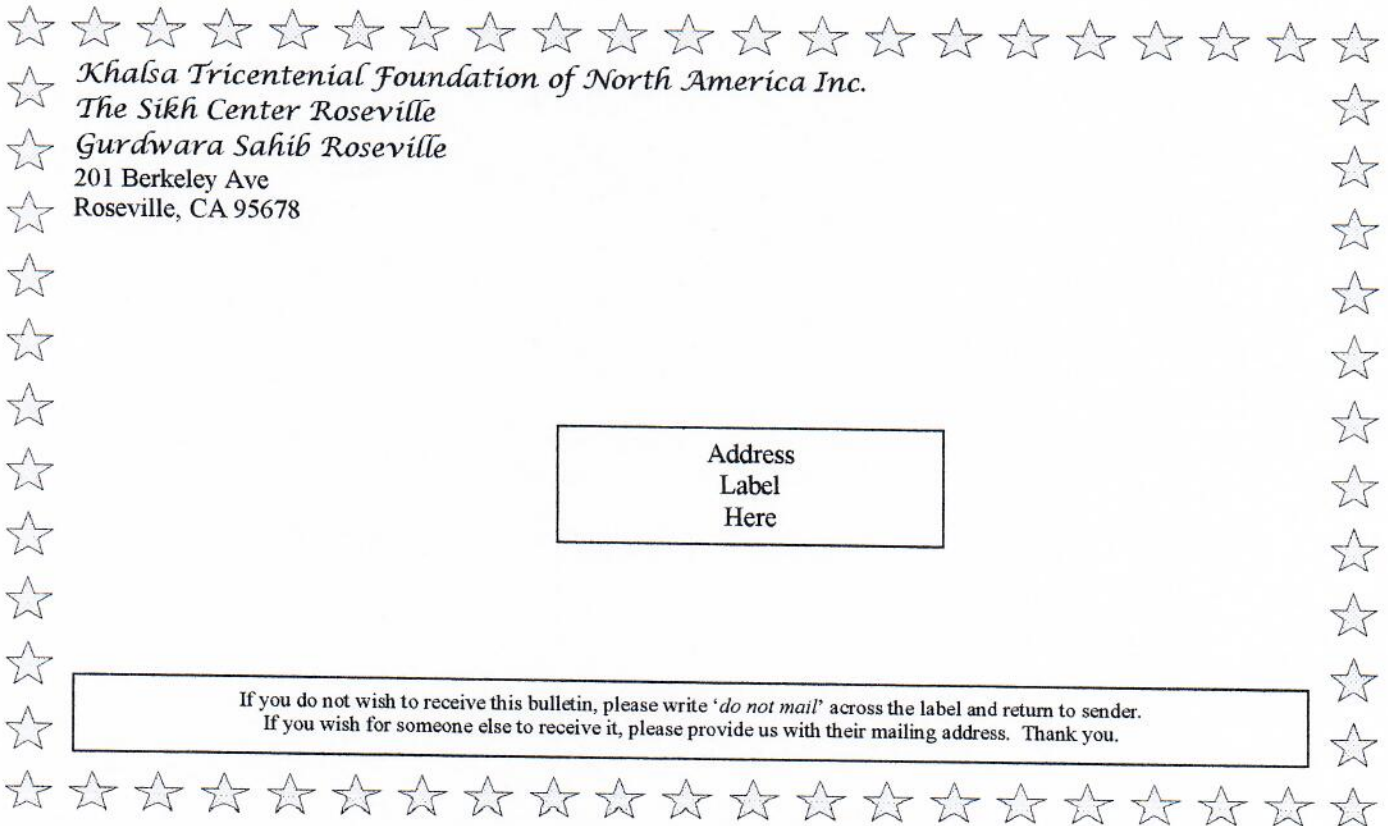 Khalsa Tricentenial Foundation of North America Inc.
The Sikh Center Roseville
Gurdwara Sahib Roseville
201 Berkeley Ave
Roseville, CA 95678
Address
Label
Here
If you do not wish to receive this bulletin, please write ‘do not mail’ across the label and return to sender.
If you wish for someone else to receive it, please provide us with their mailing address.  Thank you.